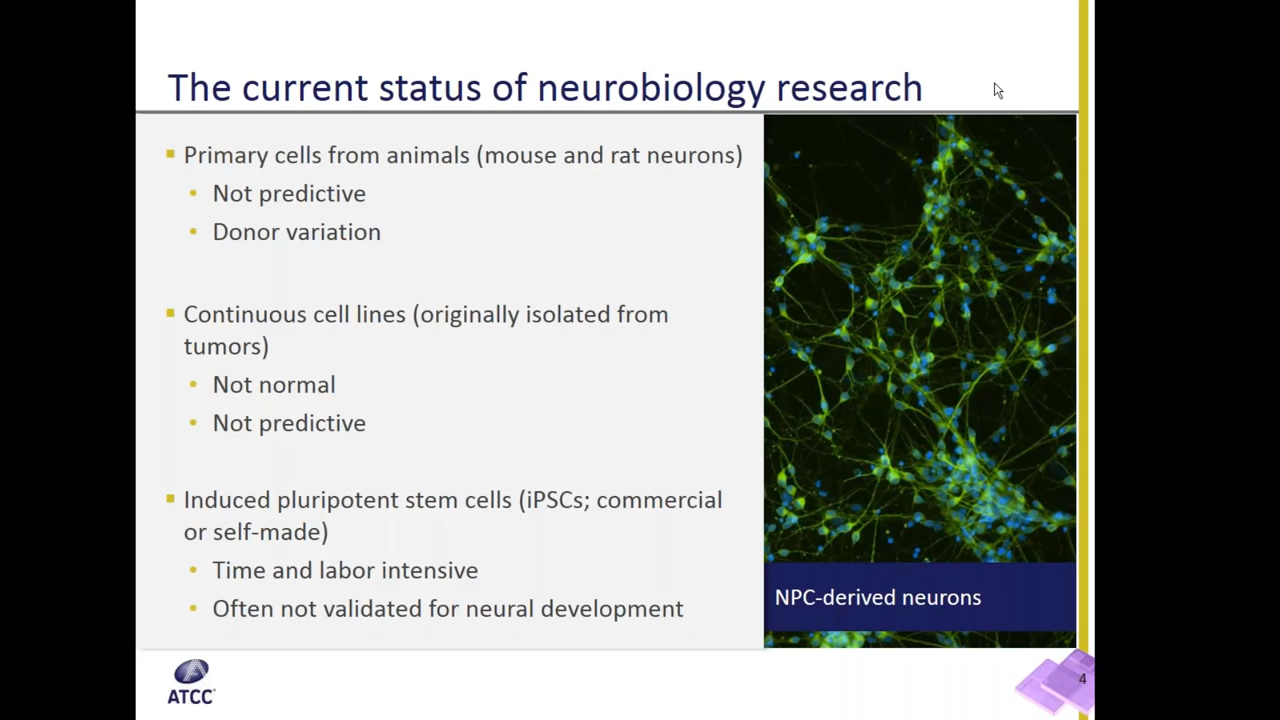 The current status of neurobiology research
Primary cells from animals (mouse and rat neurons)
Not predictive
Donor variation
Continuous cell lines (originally isolated from
tumors)
Not normal
Not predictive
Induced pluripotent stem cells (iPSCs; commercial
or self-made)
Time and labor intensive
Often not validated for neural development
NPC-derived neurons
ATCC
4